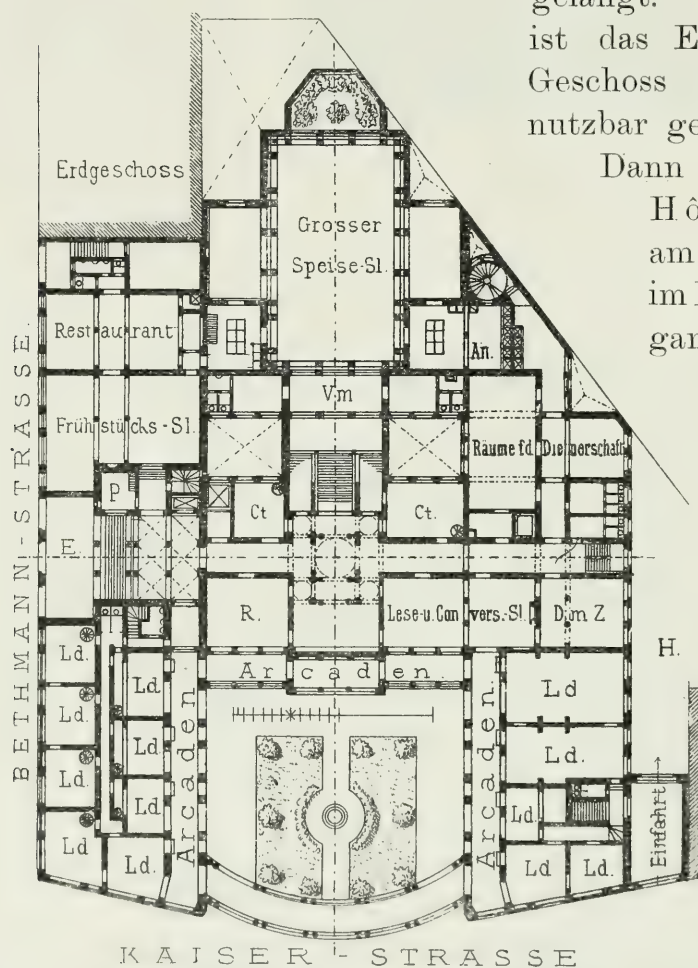 gelangt.
ist das E
Geschoss
nutzbar ge
Dann
Hô
am
gan
Erdgeschoss
Grosser
Speise-Sl.
Restaurant
An.
Vm
Frühstücks-Sl.
Räume f d Dienerschaft
P
Ct
Ct.
E
R.
Lese-u.Convers.-Sl.
D m Z
H.
Arcaden.
Ld.
Ld
Ld
Ld.
Ld
Ld.
Ld.
Ld
Ld
Ld
Ld.
Ld
Ld.
Arcaden
Arcaden.
Einfahrt
BETHMANN-STRASSE.
KAISER-STRASSE